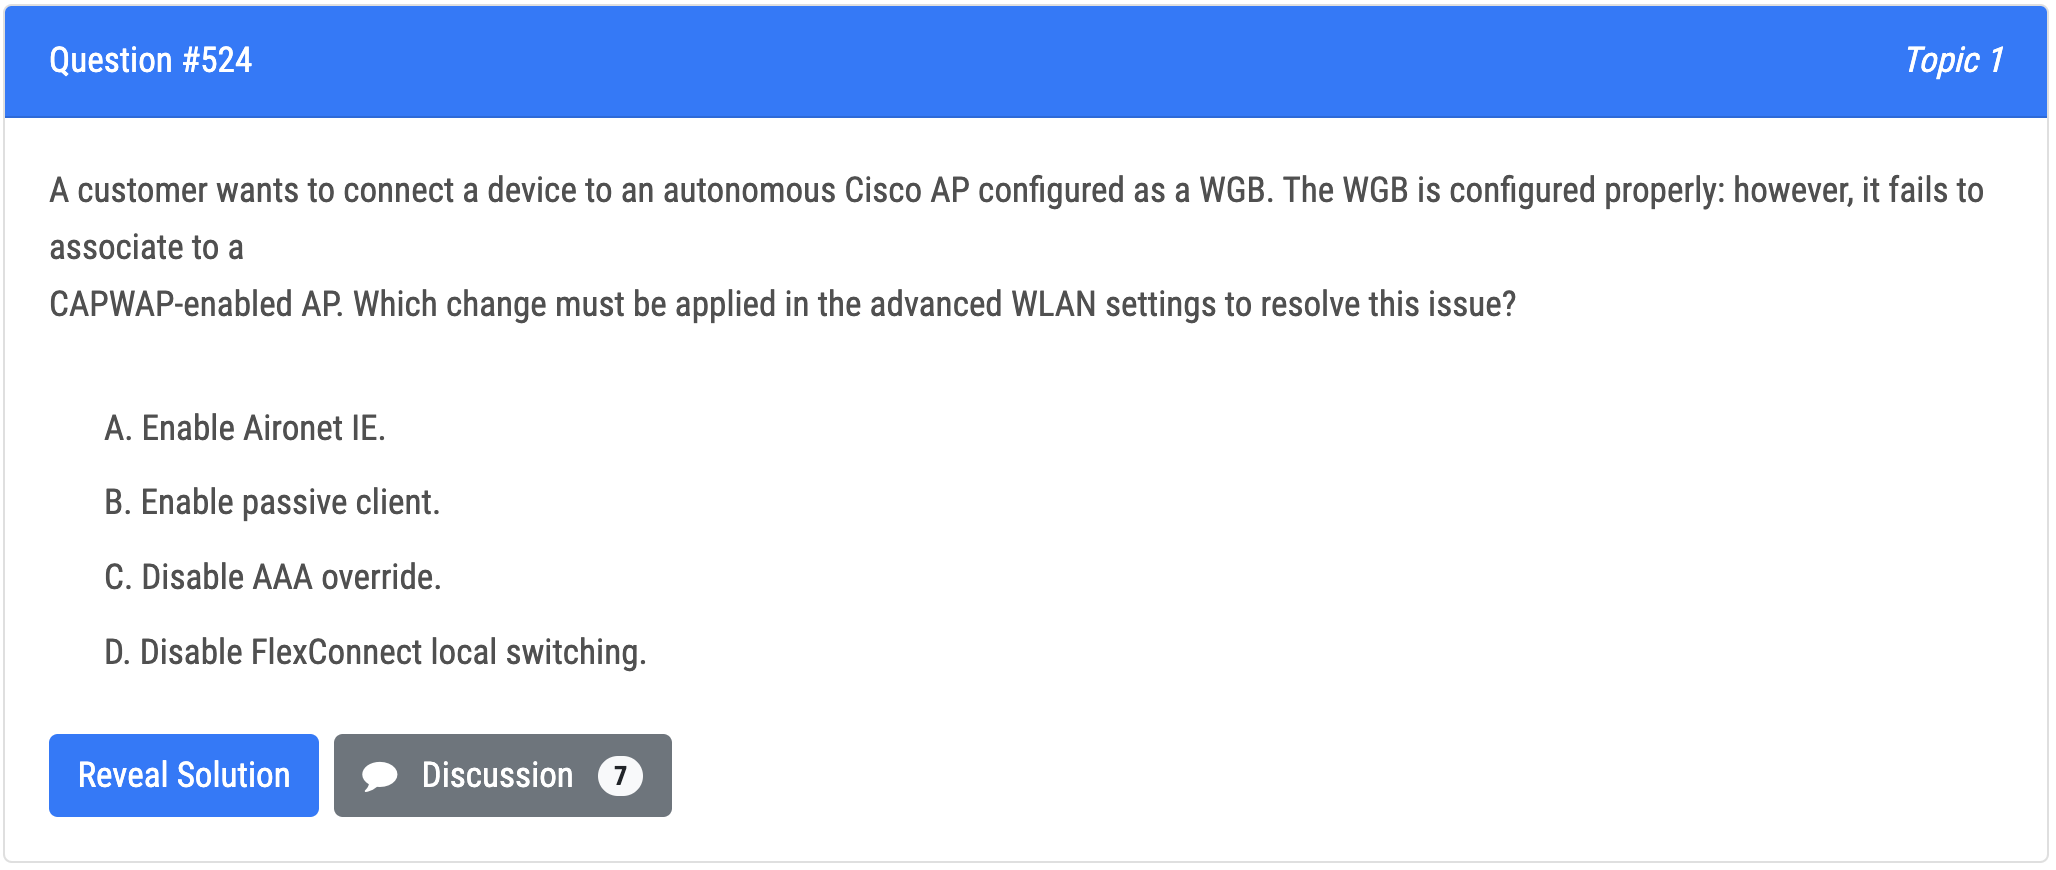 Question #524
Topic 1
A customer wants to connect a device to an autonomous Cisco AP configured as a WGB. The WGB is configured properly: however, it fails to
associate to a
CAPWAP-enabled AP. Which change must be applied in the advanced WLAN settings to resolve this issue?
A. Enable Aironet IE.
B. Enable passive client.
C. Disable AAA override.
D. Disable FlexConnect local switching.
Reveal Solution
Discussion 7